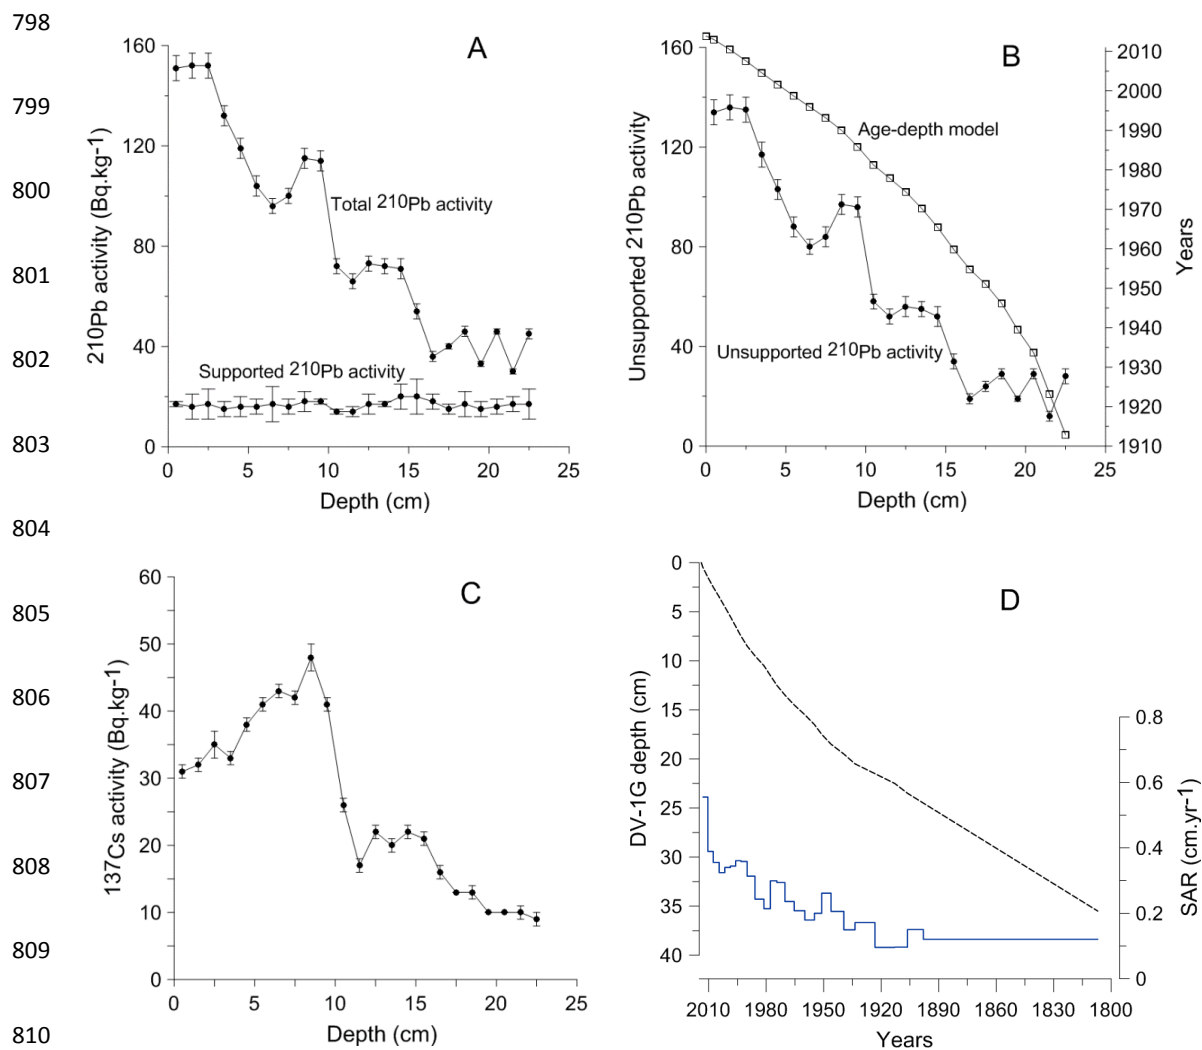 798
799
800
801
802
803
804
805
806
807
808
809
810
A
160
120
80
40
0
210Pb activity (Bq.kg-1)
Total 210Pb activity
Supported 210Pb activity
0 5 10 15 20 25
Depth (cm)
B
160
120
80
40
0
Unsupported 210Pb activity
Age-depth model
Unsupported 210Pb activity
2010
2000
1990
1980
1970
1960
1950
1940
1930
1920
1910
Years
0 5 10 15 20 25
Depth (cm)
C
60
50
40
30
20
10
0
137Cs activity (Bq.kg-1)
0 5 10 15 20 25
Depth (cm)
D
0
5
10
15
20
25
30
35
40
DV-1G depth (cm)
0.8
0.6
0.4
0.2
0
SAR (cm.yr-1)
2010 1980 1950 1920 1890 1860 1830 1800
Years